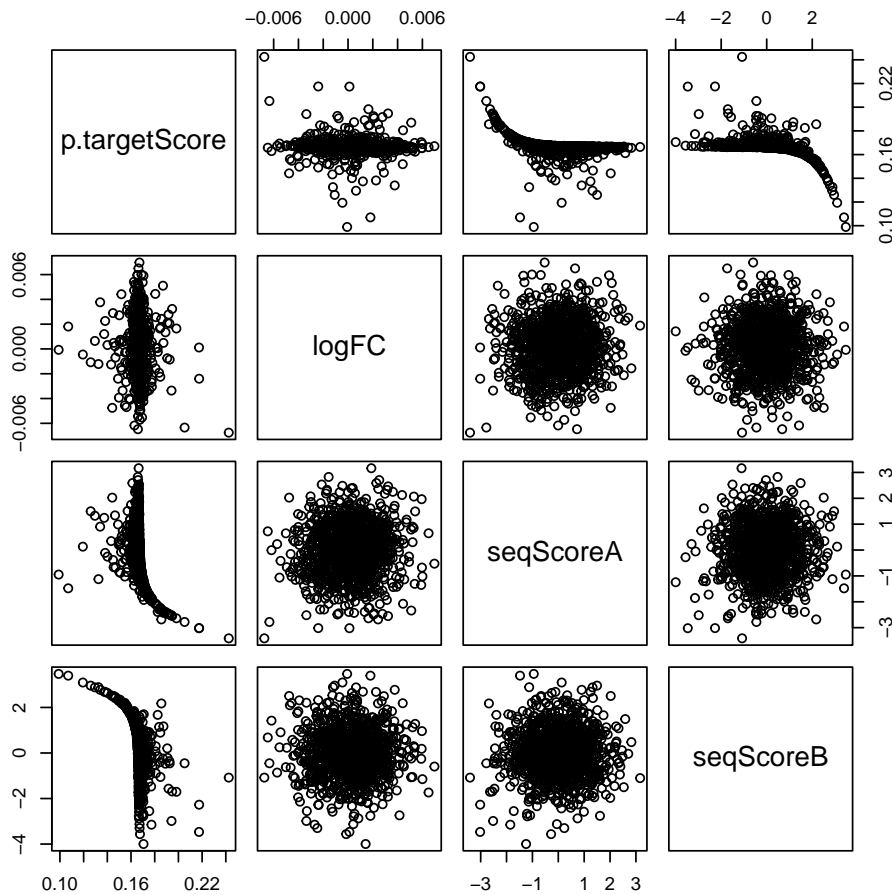 −0.006 0.000 0.006 −4 0 2
p.targetScore
0.10 0.16 0.22
−0.006 0.000 0.006
logFC
seqScoreA
−3 −1 1 2 3
−4 −2 0 2
seqScoreB
0.10 0.16 0.22 −3 −1 1 2 3